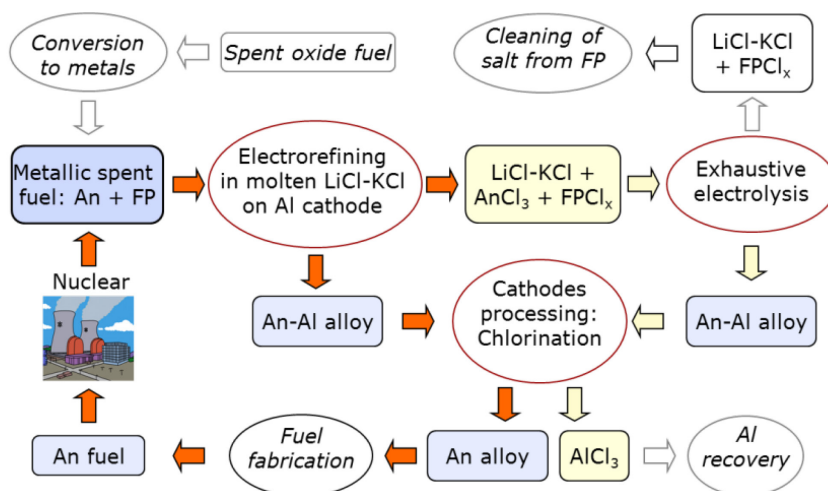 Conversion
to metals
Spent oxide fuel
Cleaning of
salt from FP
LiCl-KCl
+ FPClₓ
Metallic spent
fuel: An + FP
Electrorefining
in molten LiCl-KCl
on Al cathode
LiCl-KCl +
AnCl₃ + FPClₓ
Exhaustive
electrolysis
Nuclear
An-Al alloy
Cathodes
processing:
Chlorination
An-Al alloy
An fuel
Fuel
fabrication
An alloy
AlCl₃
Al
recovery